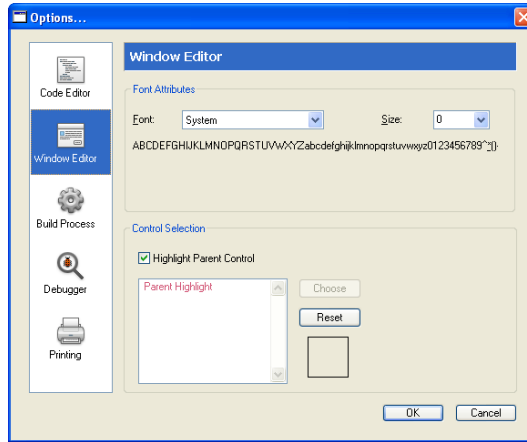 Options...
Code Editor
Window Editor
Build Process
Debugger
Printing
Window Editor
Font Attributes
Font: System Size: 0
ABCDEFGHIJKLMNOPQRSTUVWXYZabcdefghijklmnopqrstuvwxyz0123456789^*()·
Control Selection
Highlight Parent Control
Parent Highlight
Choose
Reset
OK Cancel